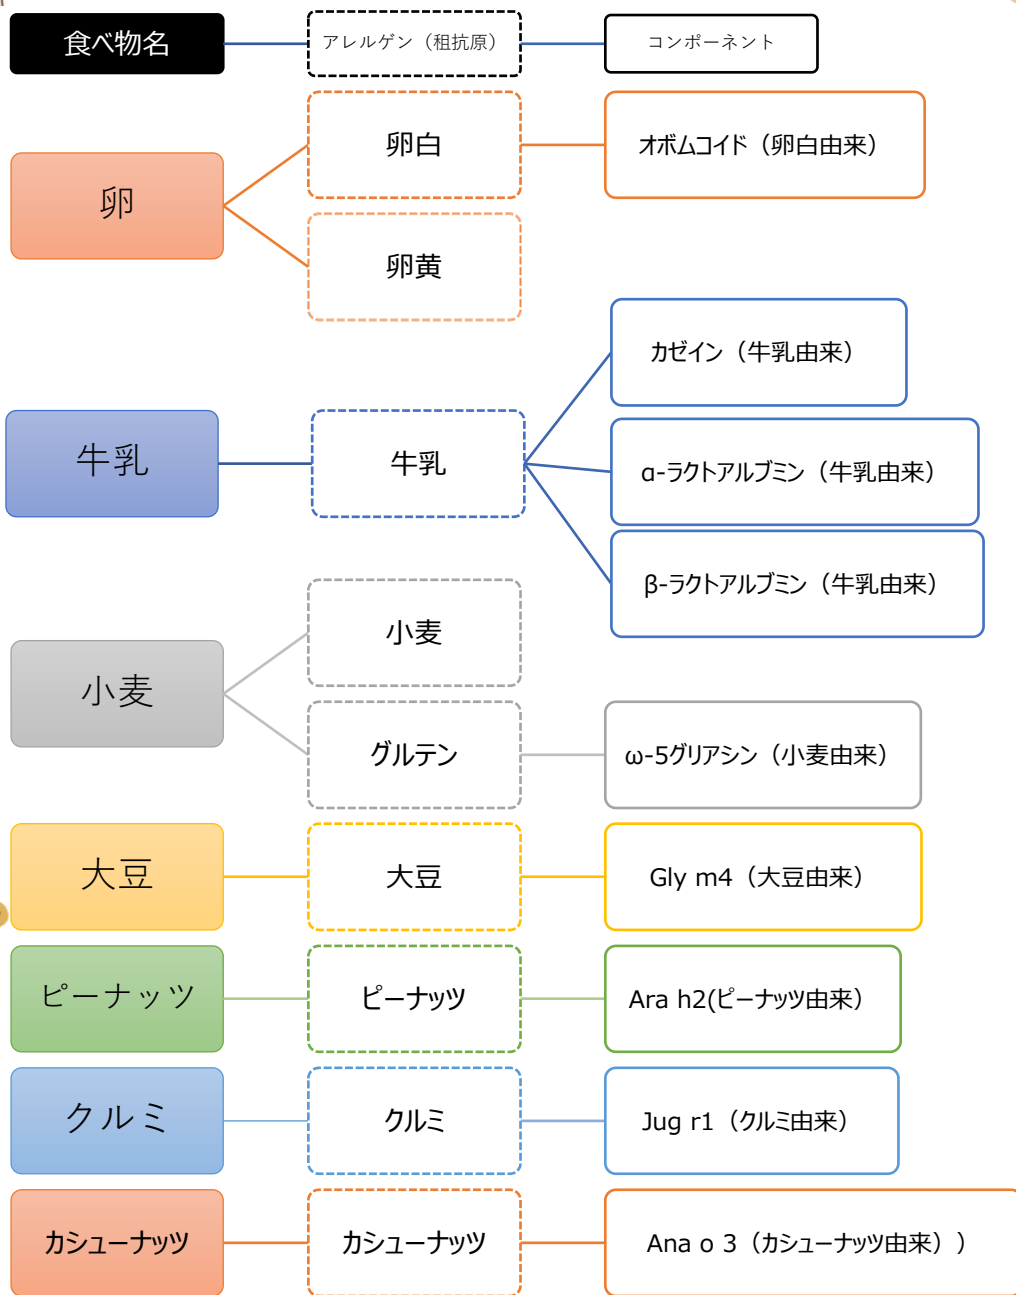 食べ物名
アレルゲン（粗抗原）
コンポーネント
卵
卵白
オボムコイド（卵白由来）
卵黄
牛乳
牛乳
カゼイン（牛乳由来）
α-ラクトアルブミン（牛乳由来）
β-ラクトアルブミン（牛乳由来）
小麦
小麦
グルテン
ω-5グリアシン（小麦由来）
大豆
大豆
Gly m4（大豆由来）
ピーナッツ
ピーナッツ
Ara h2(ピーナッツ由来）
クルミ
クルミ
Jug r1（クルミ由来）
カシューナッツ
カシューナッツ
Ana o 3（カシューナッツ由来））